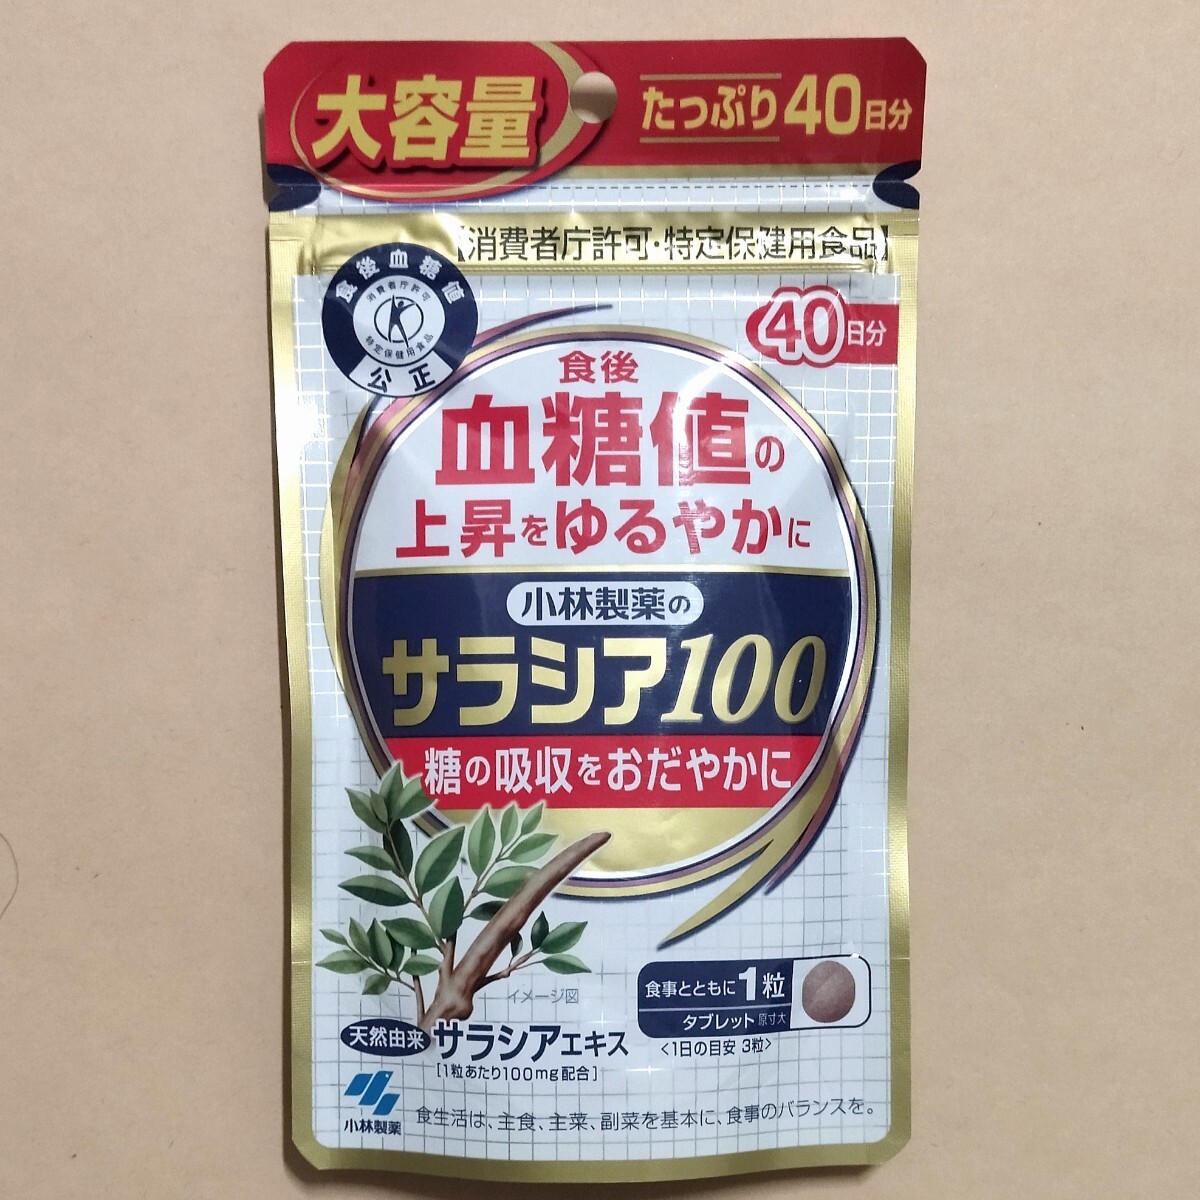 大容量
たっぷり40日分
【消費者庁許可・特定保健用食品】
食後血糖値
消費者庁許可
特定保健用食品
公正
40日分
食後
血糖値の
上昇をゆるやかに
小林製薬の
サラシア100
糖の吸収をおだやかに
イメージ図
食事とともに1粒
タブレット 原寸大
<1日の目安 3粒>
天然由来 サラシアエキス
[1粒あたり100mg配合]
小林製薬
食生活は、主食、主菜、副菜を基本に、食事のバランスを。